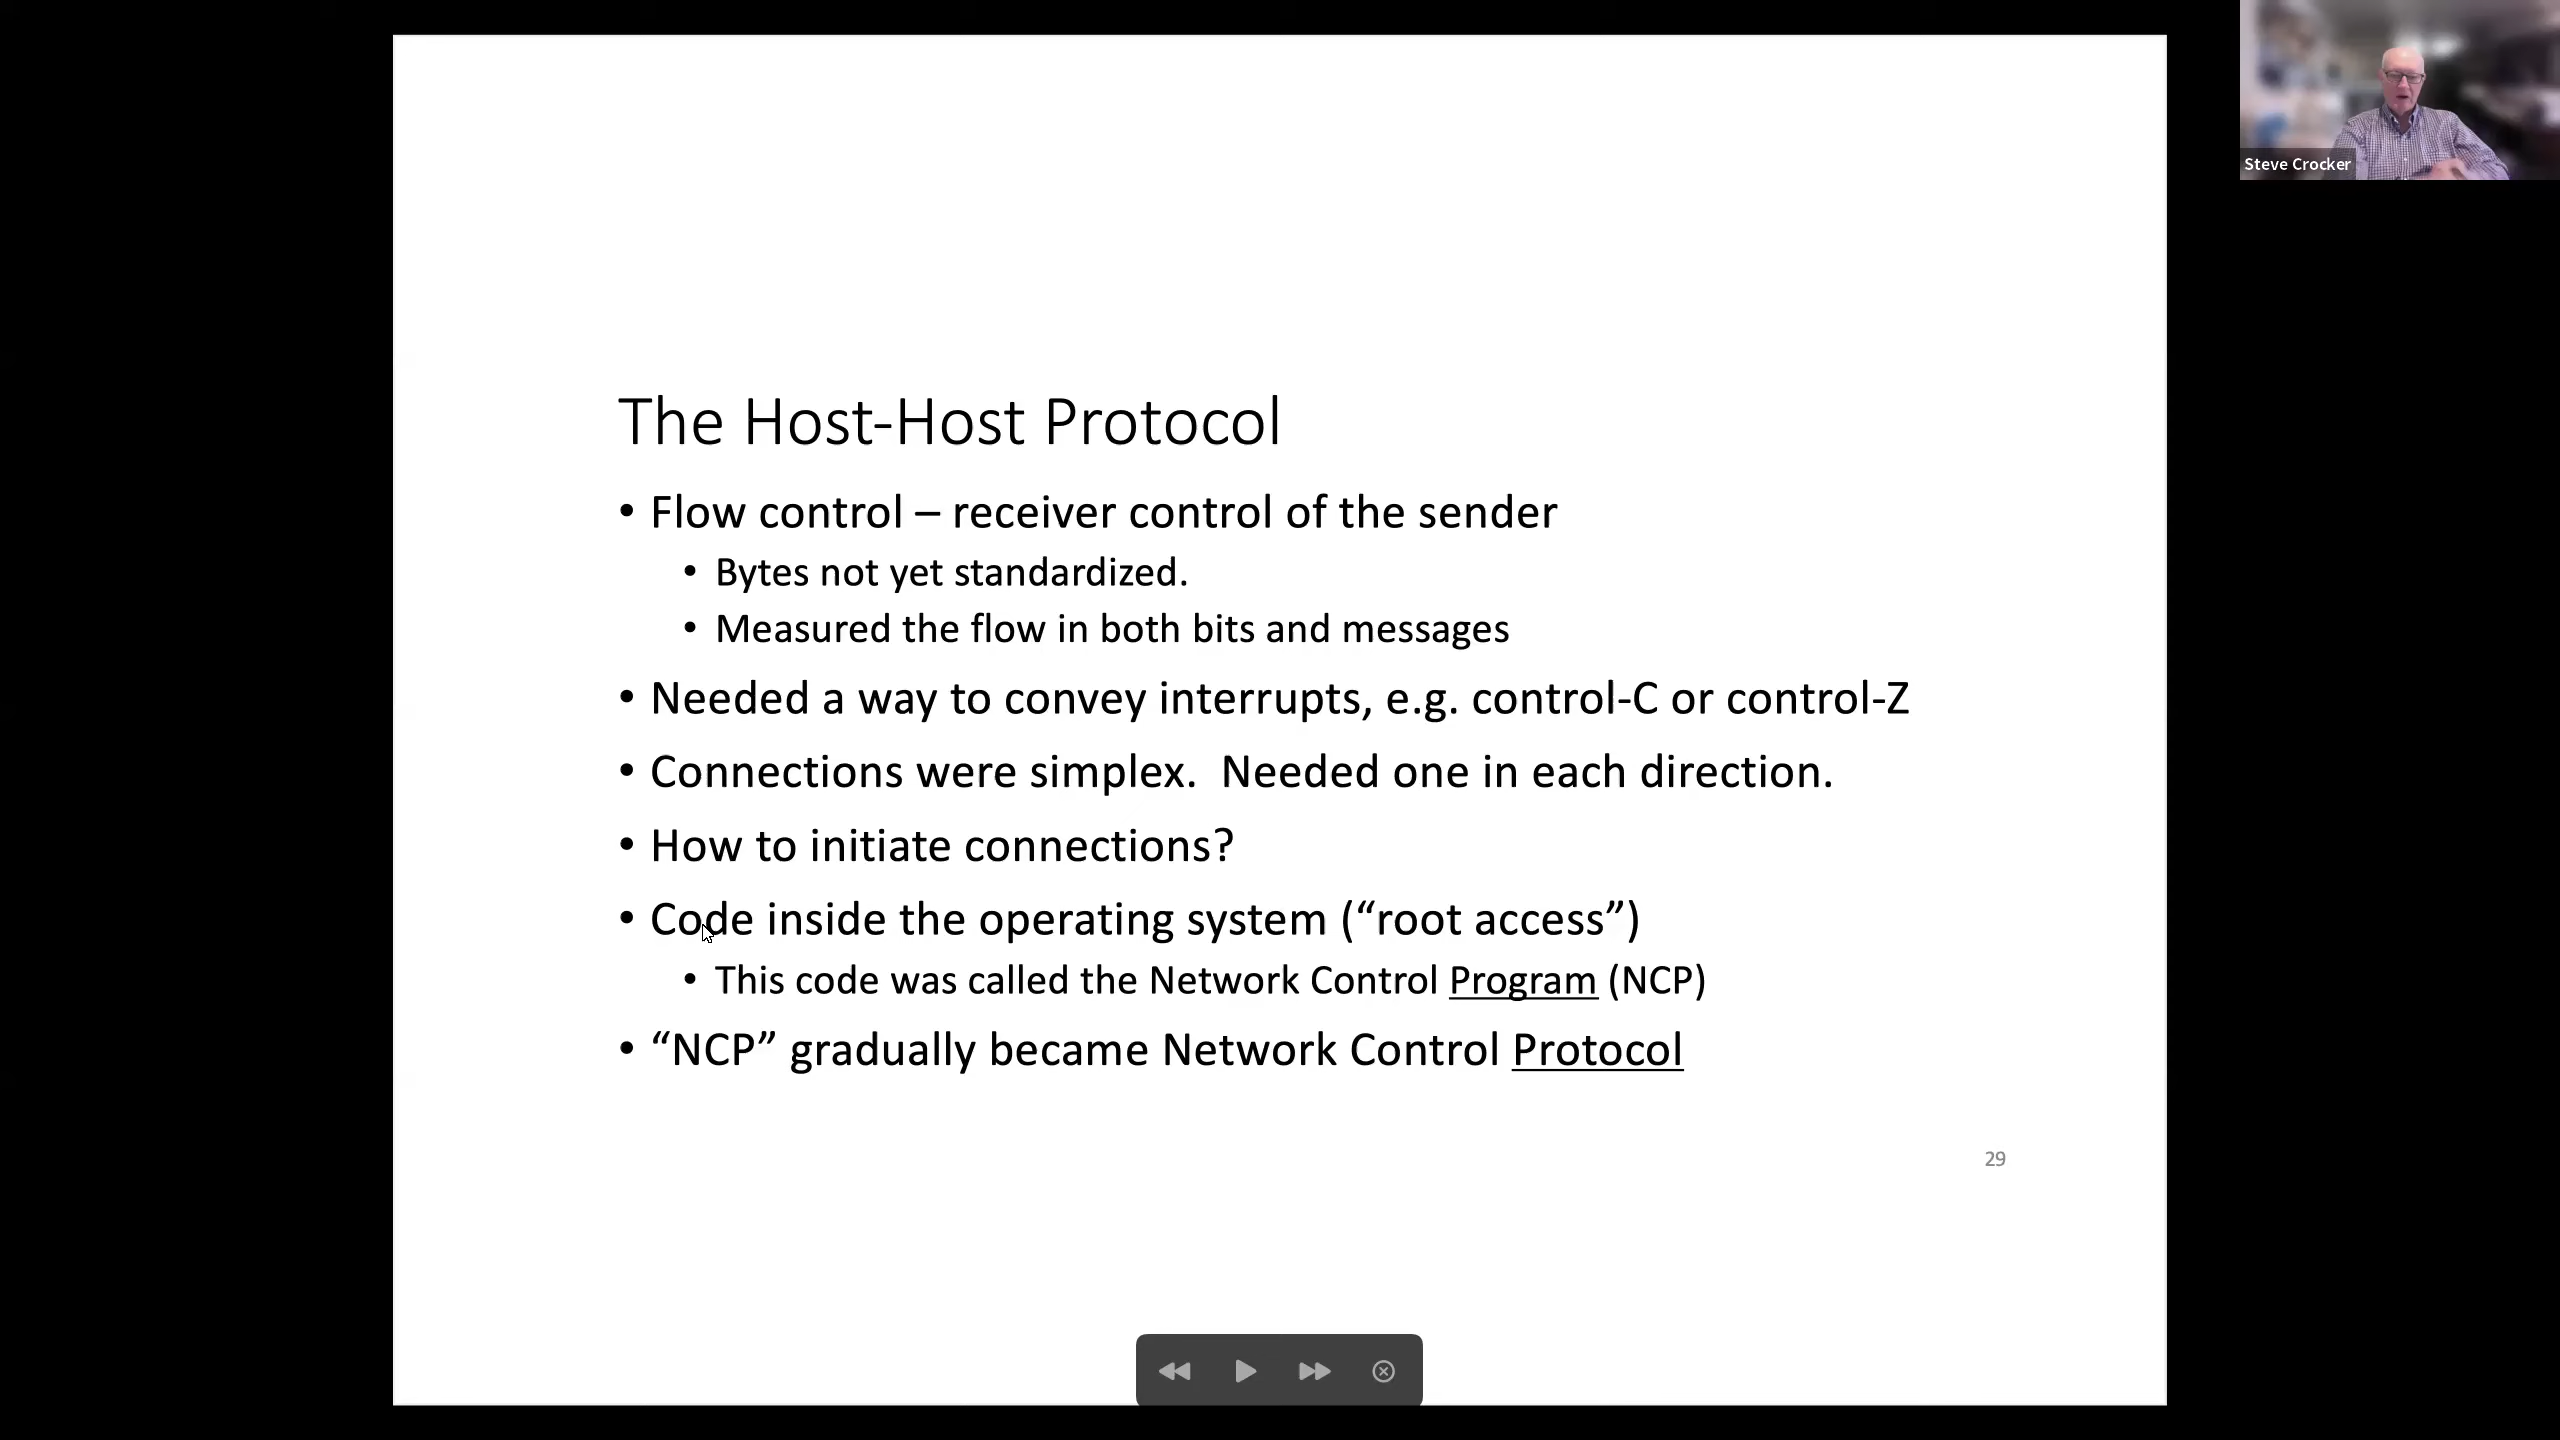 Steve Crocker
The Host-Host Protocol
• Flow control – receiver control of the sender
• Bytes not yet standardized.
• Measured the flow in both bits and messages
• Needed a way to convey interrupts, e.g. control-C or control-Z
• Connections were simplex.  Needed one in each direction.
• How to initiate connections?
• Code inside the operating system (“root access”)
• This code was called the Network Control Program (NCP)
• “NCP” gradually became Network Control Protocol
29